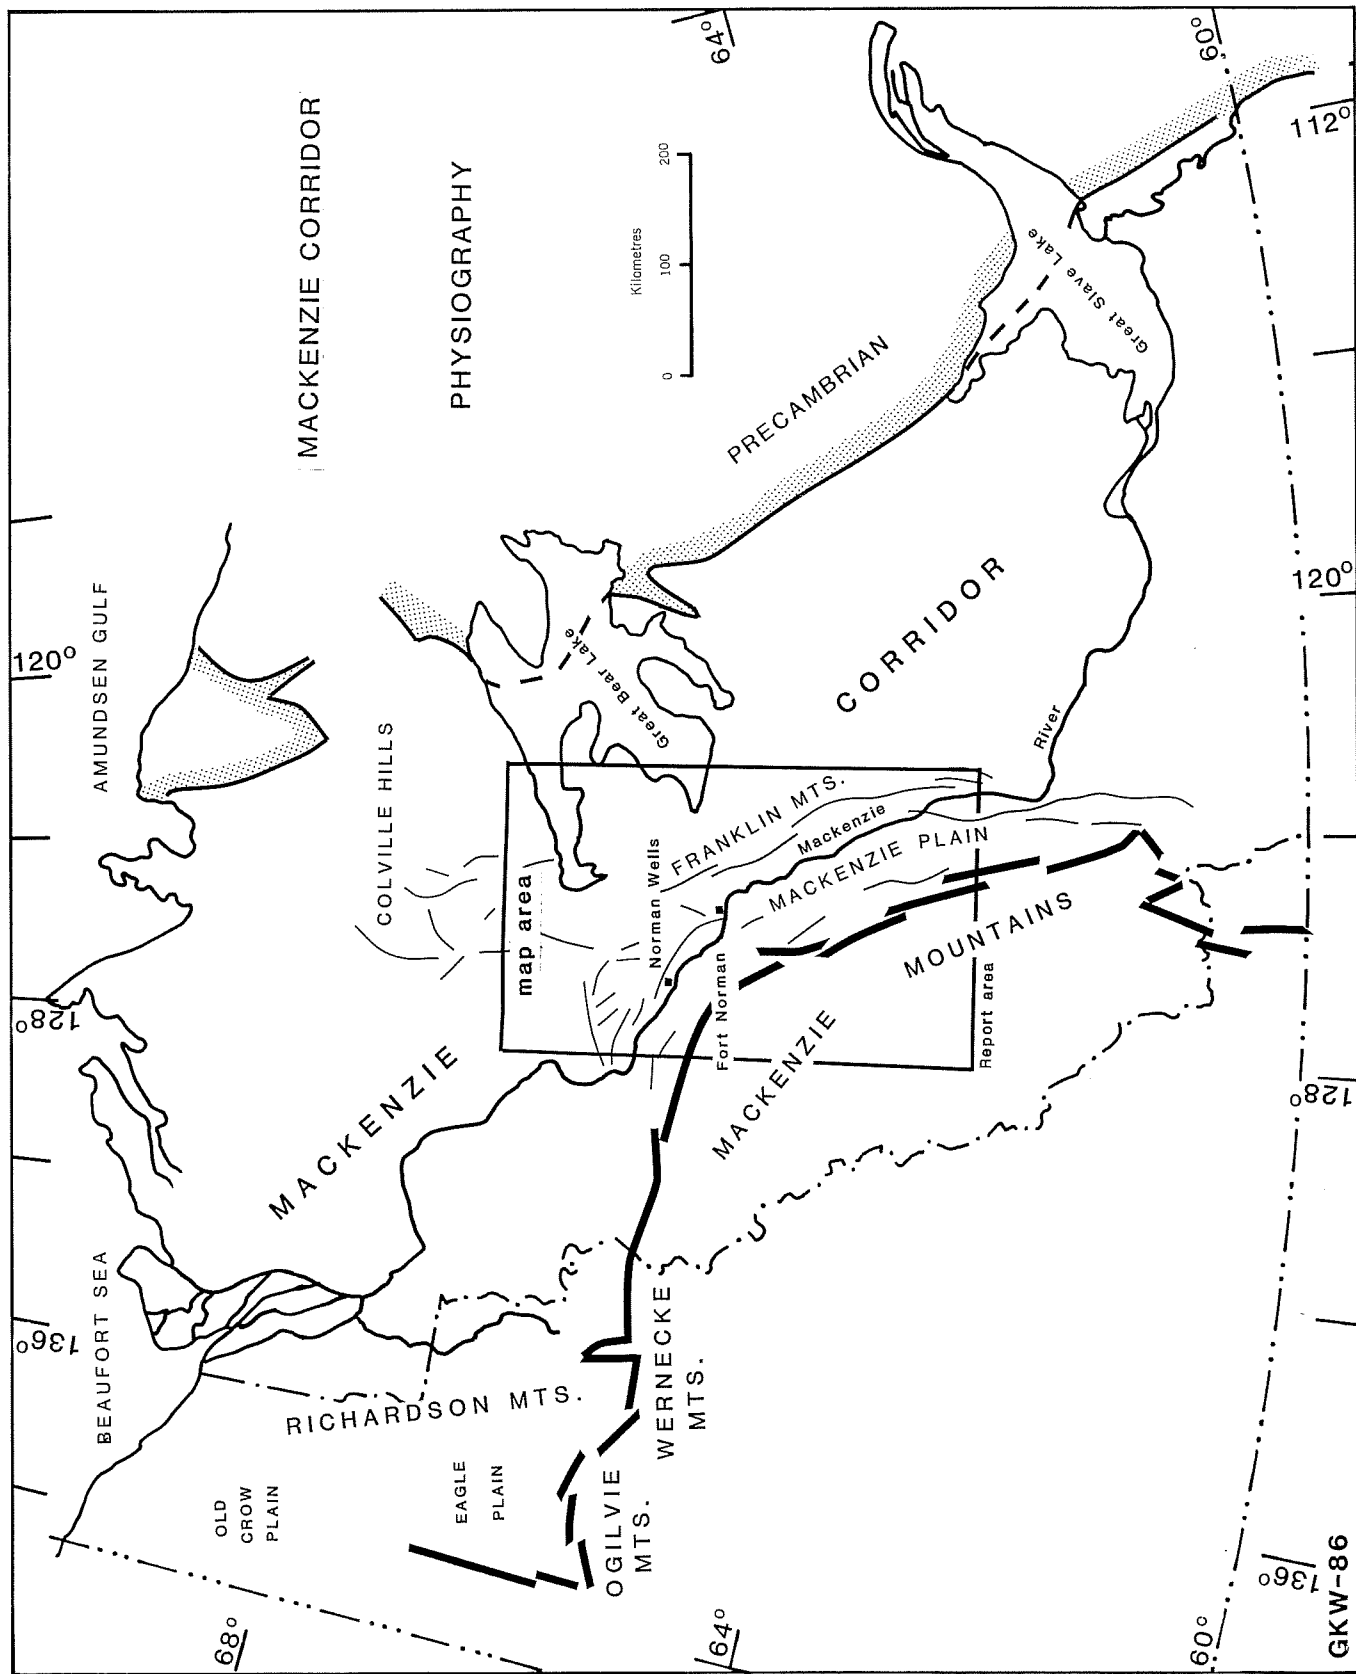 MACKENZIE CORRIDOR
PHYSIOGRAPHY
Kilometres
0 100 200
BEAUFORT SEA
AMUNDSEN GULF
136°
128°
120°
68°
64°
64°
60°
60°
112°
120°
128°
136°
OLD
CROW
PLAIN
EAGLE
PLAIN
RICHARDSON MTS.
OGILVIE
MTS.
WERNECKE
MTS.
MACKENZIE
CORRIDOR
COLVILLE HILLS
map area
Great Bear Lake
PRECAMBRIAN
Great Slave Lake
Norman Wells
Fort Norman
FRANKLIN MTS.
Mackenzie
River
MACKENZIE PLAIN
MACKENZIE
MOUNTAINS
Report area
GKW-86